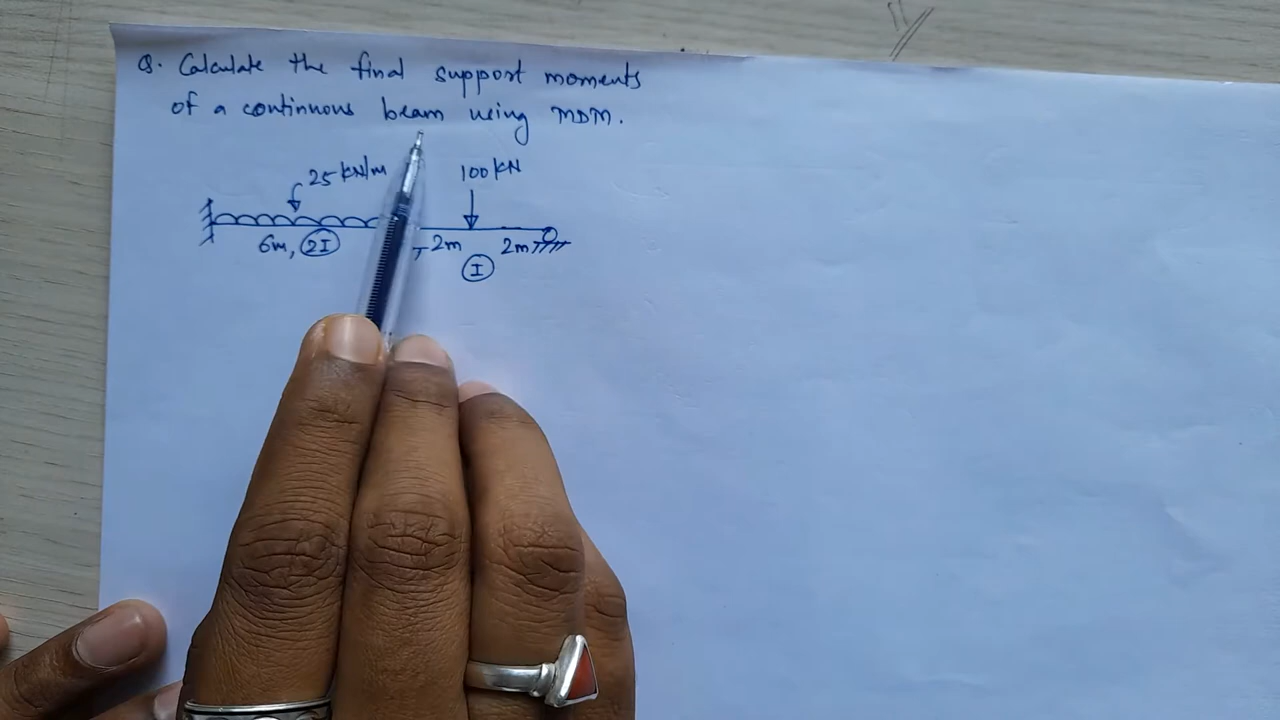 Q. Calculate the final support moments
of a continuous beam using MDM.
25 kN/m
100 kN
6m, 2I
2m
2m
I